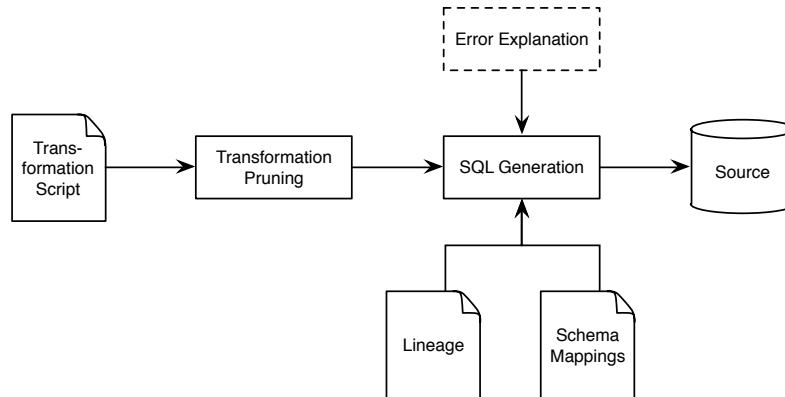 Error Explanation
Trans-
formation
Script
Transformation
Pruning
SQL Generation
Source
Lineage
Schema
Mappings